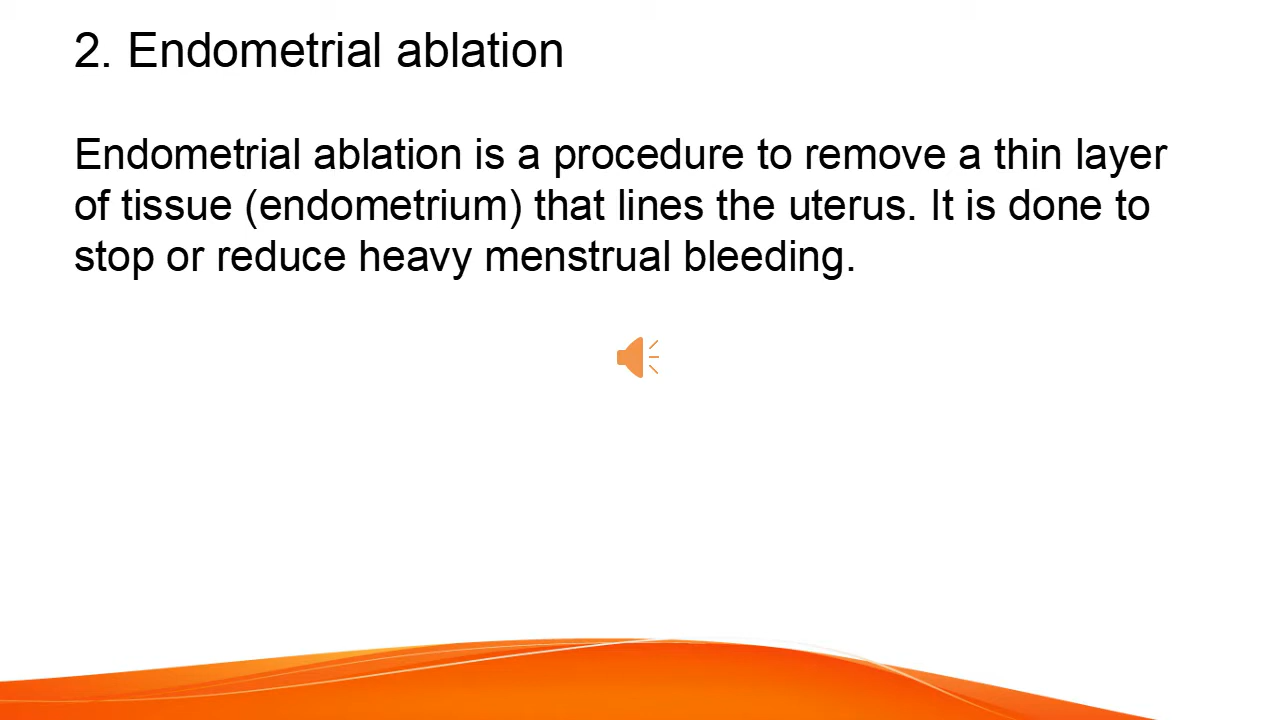 2. Endometrial ablation
Endometrial ablation is a procedure to remove a thin layer
of tissue (endometrium) that lines the uterus. It is done to
stop or reduce heavy menstrual bleeding.